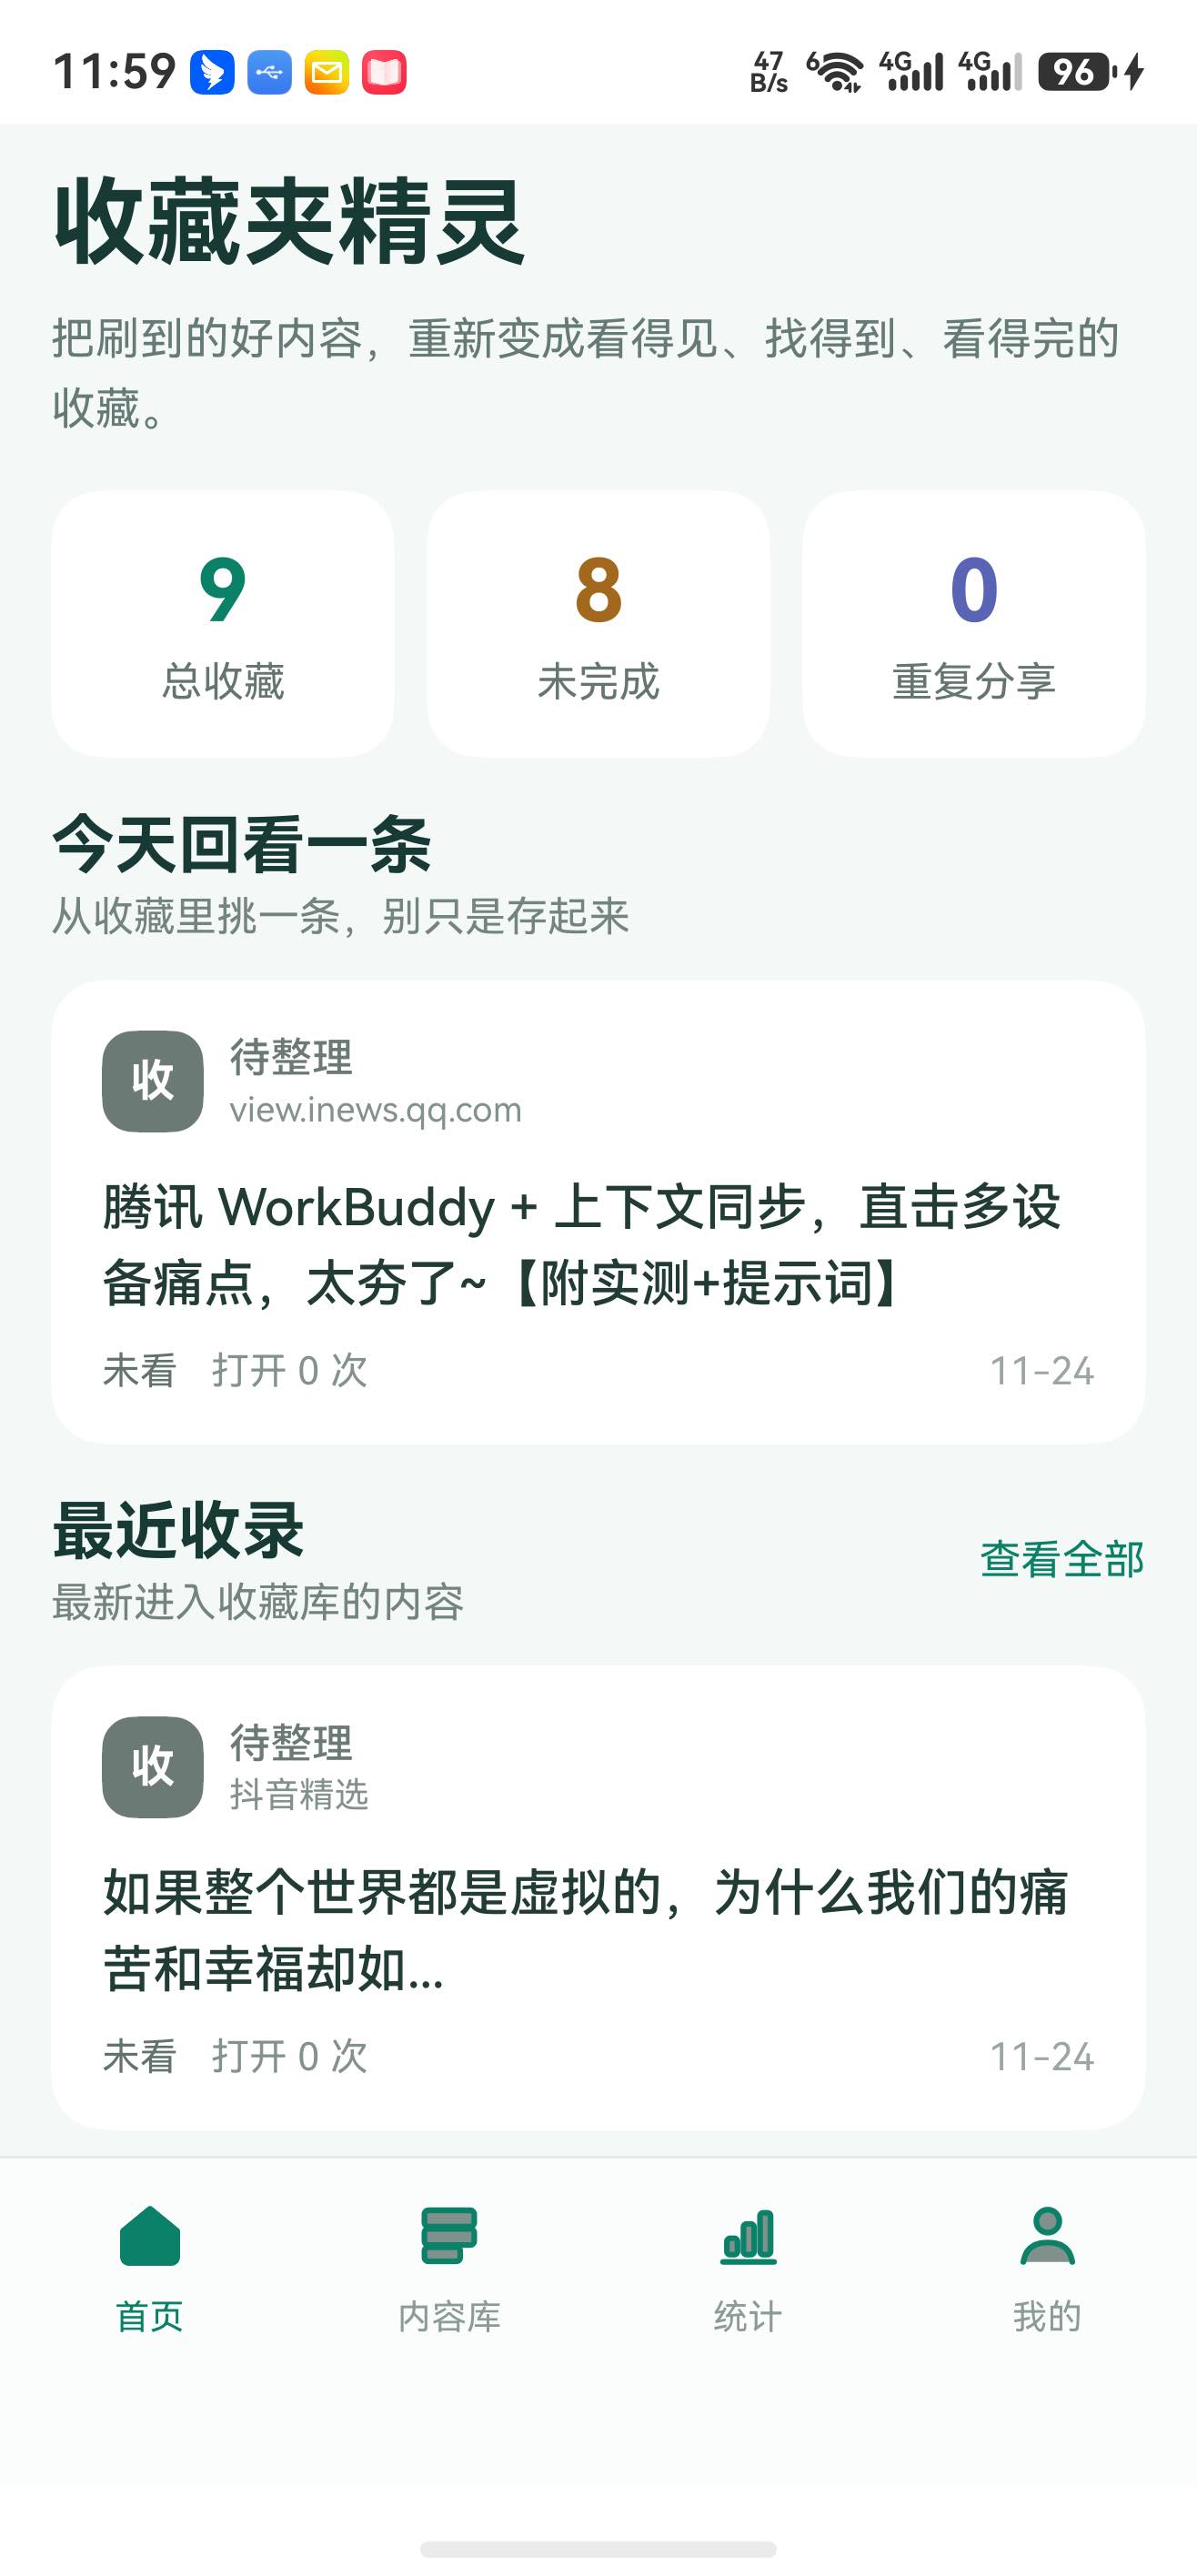 11:59
47 B/s 6 4G 4G 96
收藏夹精灵
把刷到的好内容，重新变成看得见、找得到、看得完的
收藏。
9 8 0
总收藏 未完成 重复分享
今天回看一条
从收藏里挑一条，别只是存起来
收 待整理
view.inews.qq.com
腾讯 WorkBuddy + 上下文同步，直击多设
备痛点，太夯了~【附实测+提示词】
未看 打开 0 次 11-24
最近收录
查看全部
最新进入收藏库的内容
收 待整理
抖音精选
如果整个世界都是虚拟的，为什么我们的痛
苦和幸福却如...
未看 打开 0 次 11-24
首页 内容库 统计 我的